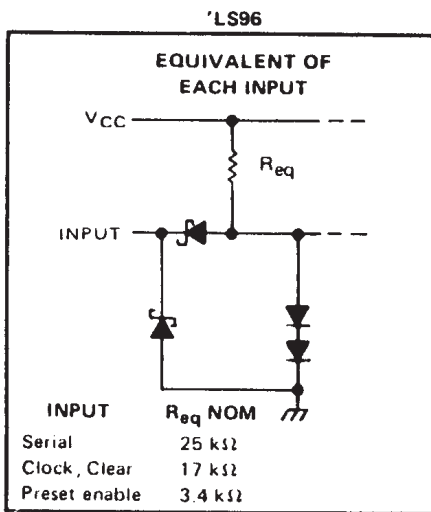 'LS96
EQUIVALENT OF
EACH INPUT
VCC
Req
INPUT
INPUT Req NOM
Serial 25 kΩ
Clock, Clear 17 kΩ
Preset enable 3.4 kΩ